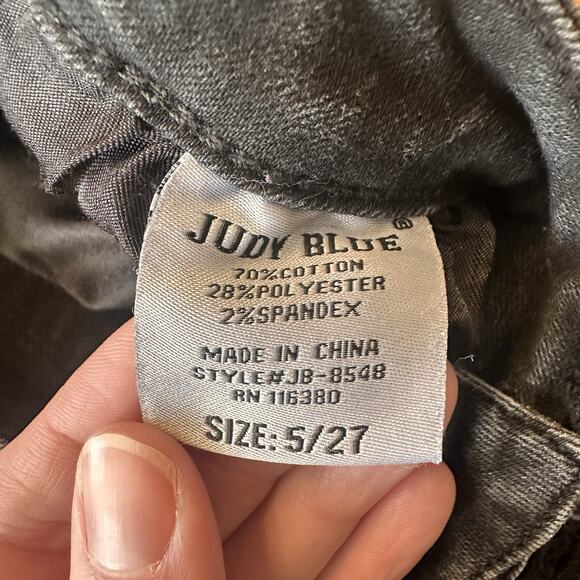 JUDY BLUE®
70%COTTON
28%POLYESTER
2%SPANDEX
MADE IN CHINA
STYLE#JB-8548
RN 116380
SIZE: 5/27